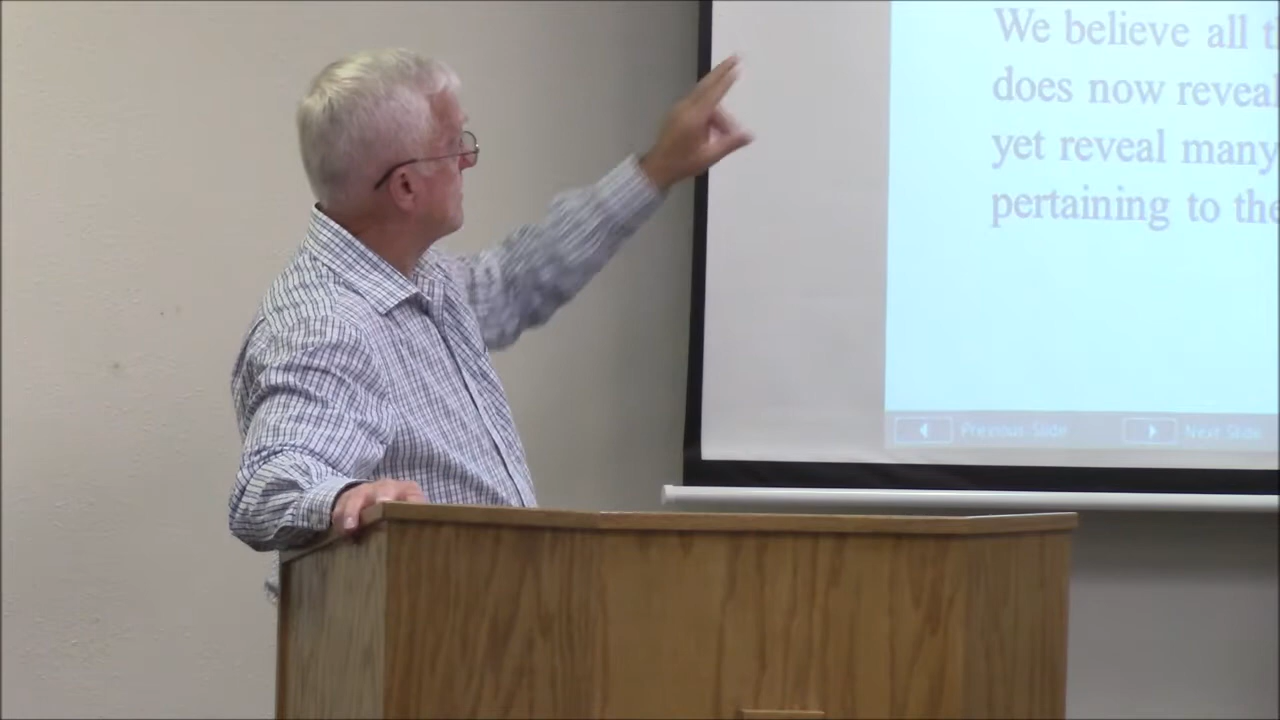 We believe all
does now reveal
yet reveal many
pertaining to the
Previous Slide
Next Slide